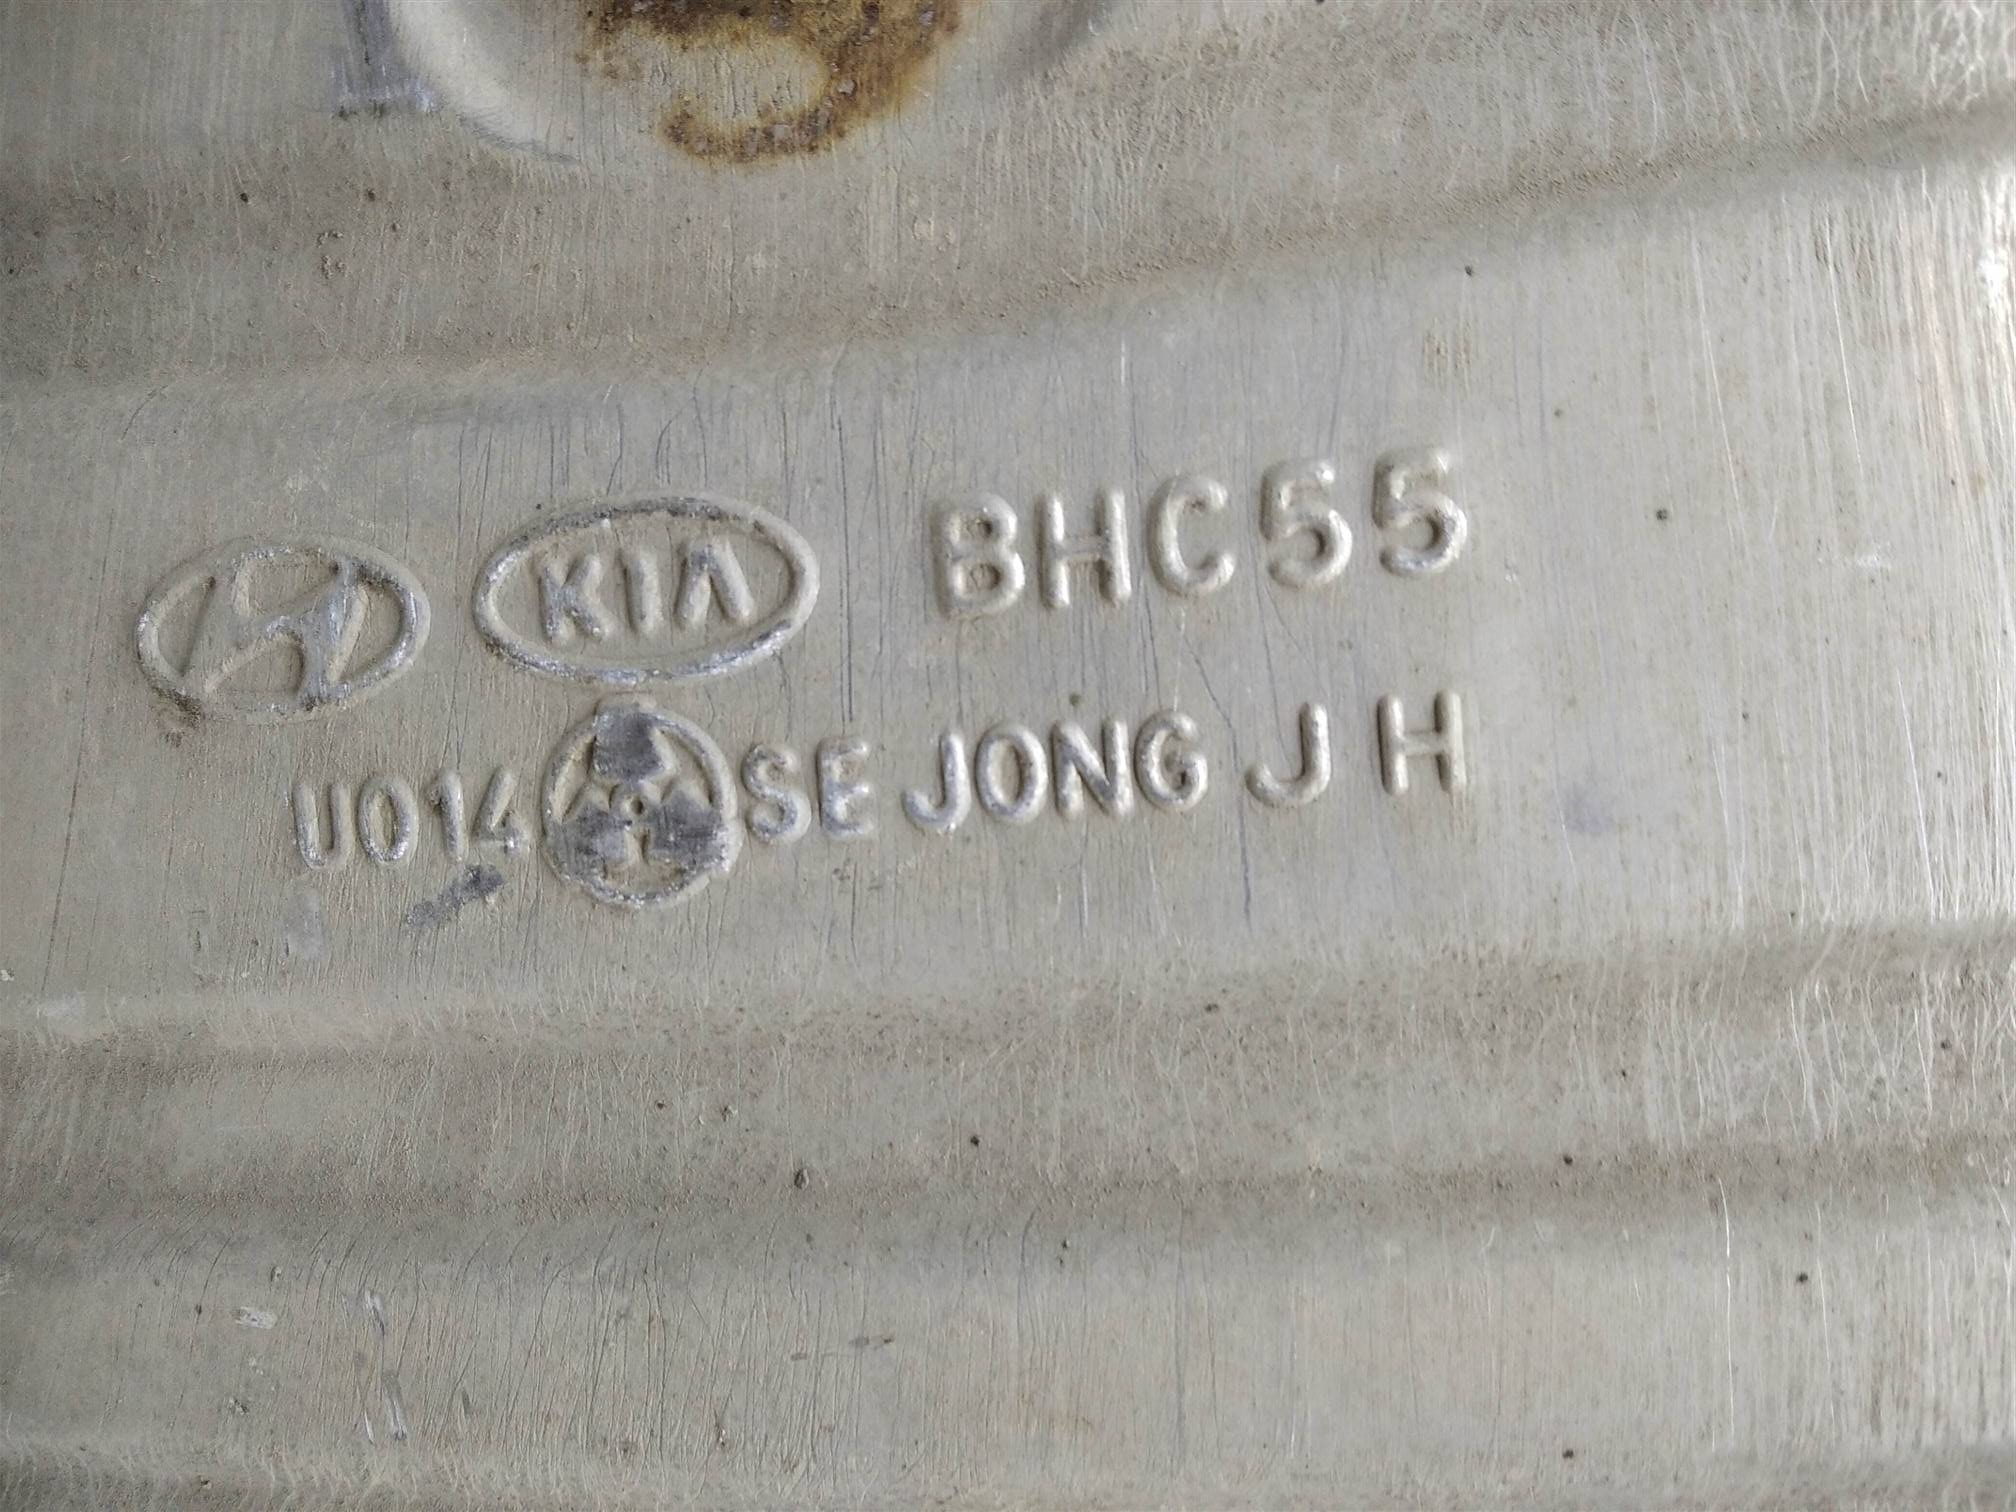 KIA BHC55
U014 SE JONG J H